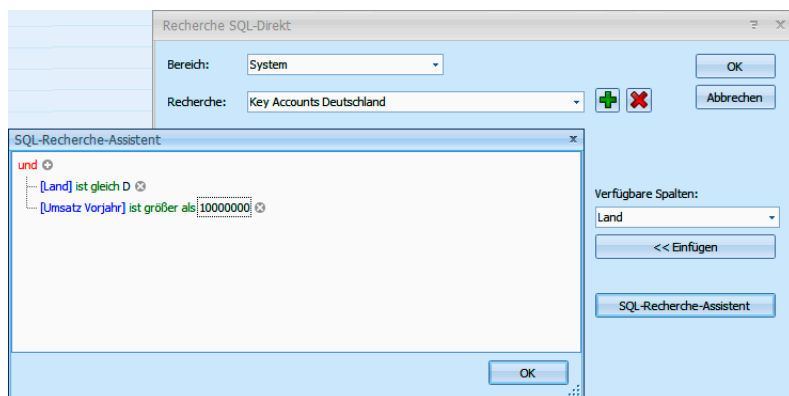 Recherche SQL-Direkt
Bereich: System OK
Recherche: Key Accounts Deutschland Abbrechen
SQL-Recherche-Assistent
und
[Land] ist gleich D
[Umsatz Vorjahr] ist größer als 10000000
Verfügbare Spalten:
Land
<< Einfügen
SQL-Recherche-Assistent
OK